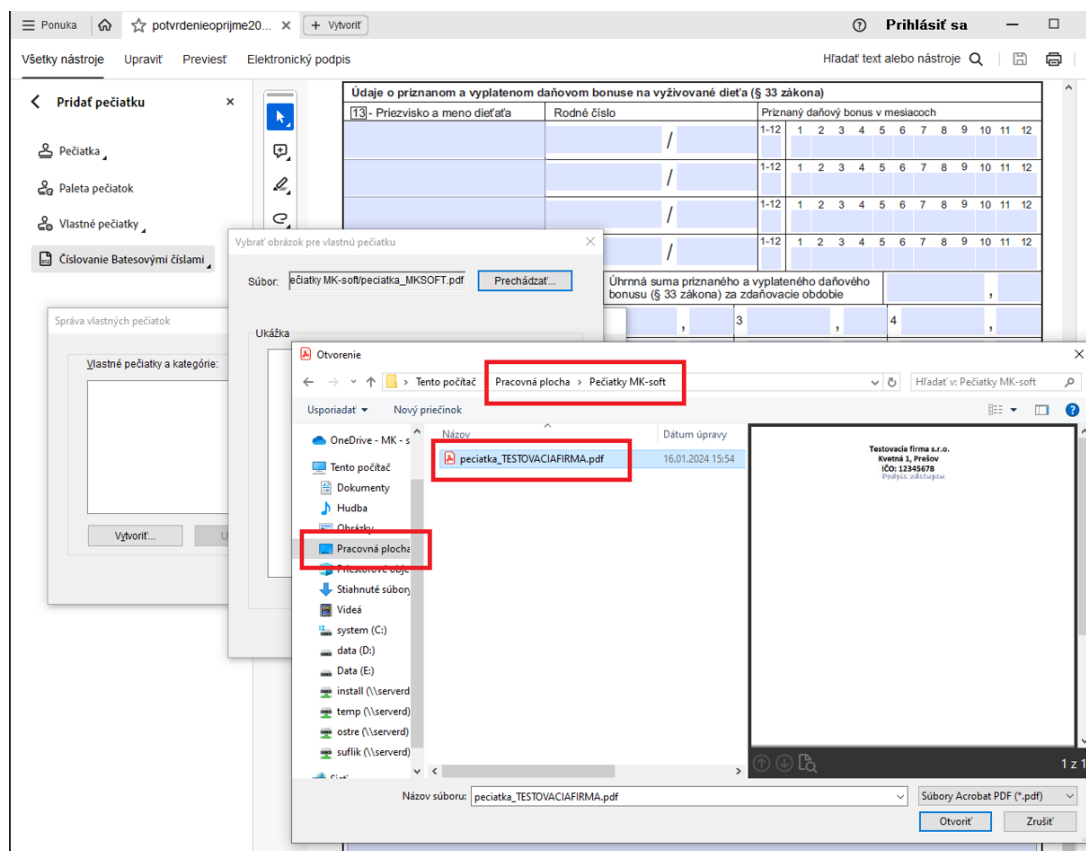 Ponuka
potvrdenieoprijme20...
+ Vytvoriť
Prihlásiť sa
Všetky nástroje Upraviť Previesť Elektronický podpis
Hľadať text alebo nástroje
Pridať pečiatku
Pečiatka
Paleta pečiatok
Vlastné pečiatky
Číslovanie Batesovými číslami
Údaje o priznanom a vyplatenom daňovom bonuse na vyživované dieťa (§ 33 zákona)
13 - Priezvisko a meno dieťaťa Rodné číslo Priznaný daňový bonus v mesiacoch
/ 1-12 1 2 3 4 5 6 7 8 9 10 11 12
/ 1-12 1 2 3 4 5 6 7 8 9 10 11 12
/ 1-12 1 2 3 4 5 6 7 8 9 10 11 12
/ 1-12 1 2 3 4 5 6 7 8 9 10 11 12
Úhrnná suma priznaného a vyplateného daňového
bonusu (§ 33 zákona) za zdaňovacie obdobie ,
, 3 , 4 ,
Správa vlastných pečiatok
Vlastné pečiatky a kategórie:
Vytvoriť...
U
Vybrať obrázok pre vlastnú pečiatku
Súbor: ečiatky MK-soft/peciatka_MKSOFT.pdf Prechádzať...
Ukážka
Otvorenie
Tento počítač › Pracovná plocha › Pečiatky MK-soft
Hľadať v: Pečiatky MK-soft
Usporiadať Nový priečinok
OneDrive - MK - s
Tento počítač
Dokumenty
Hudba
Obrázky
Pracovná plocha
Priestorové obje
Stiahnuté súbory
Videá
system (C:)
data (D:)
Data (E:)
install (\\serverd)
temp (\\serverd)
ostre (\\serverd)
suflik (\\serverd)
Sieť
Názov Dátum úpravy
peciatka_TESTOVACIAFIRMA.pdf 16.01.2024 15:54
Testovacia firma s.r.o.
Kvetná 1, Prešov
IČO: 12345678
Podpis zástupcu
1 z 1
Názov súboru: peciatka_TESTOVACIAFIRMA.pdf Súbory Acrobat PDF (*.pdf)
Otvoriť Zrušiť